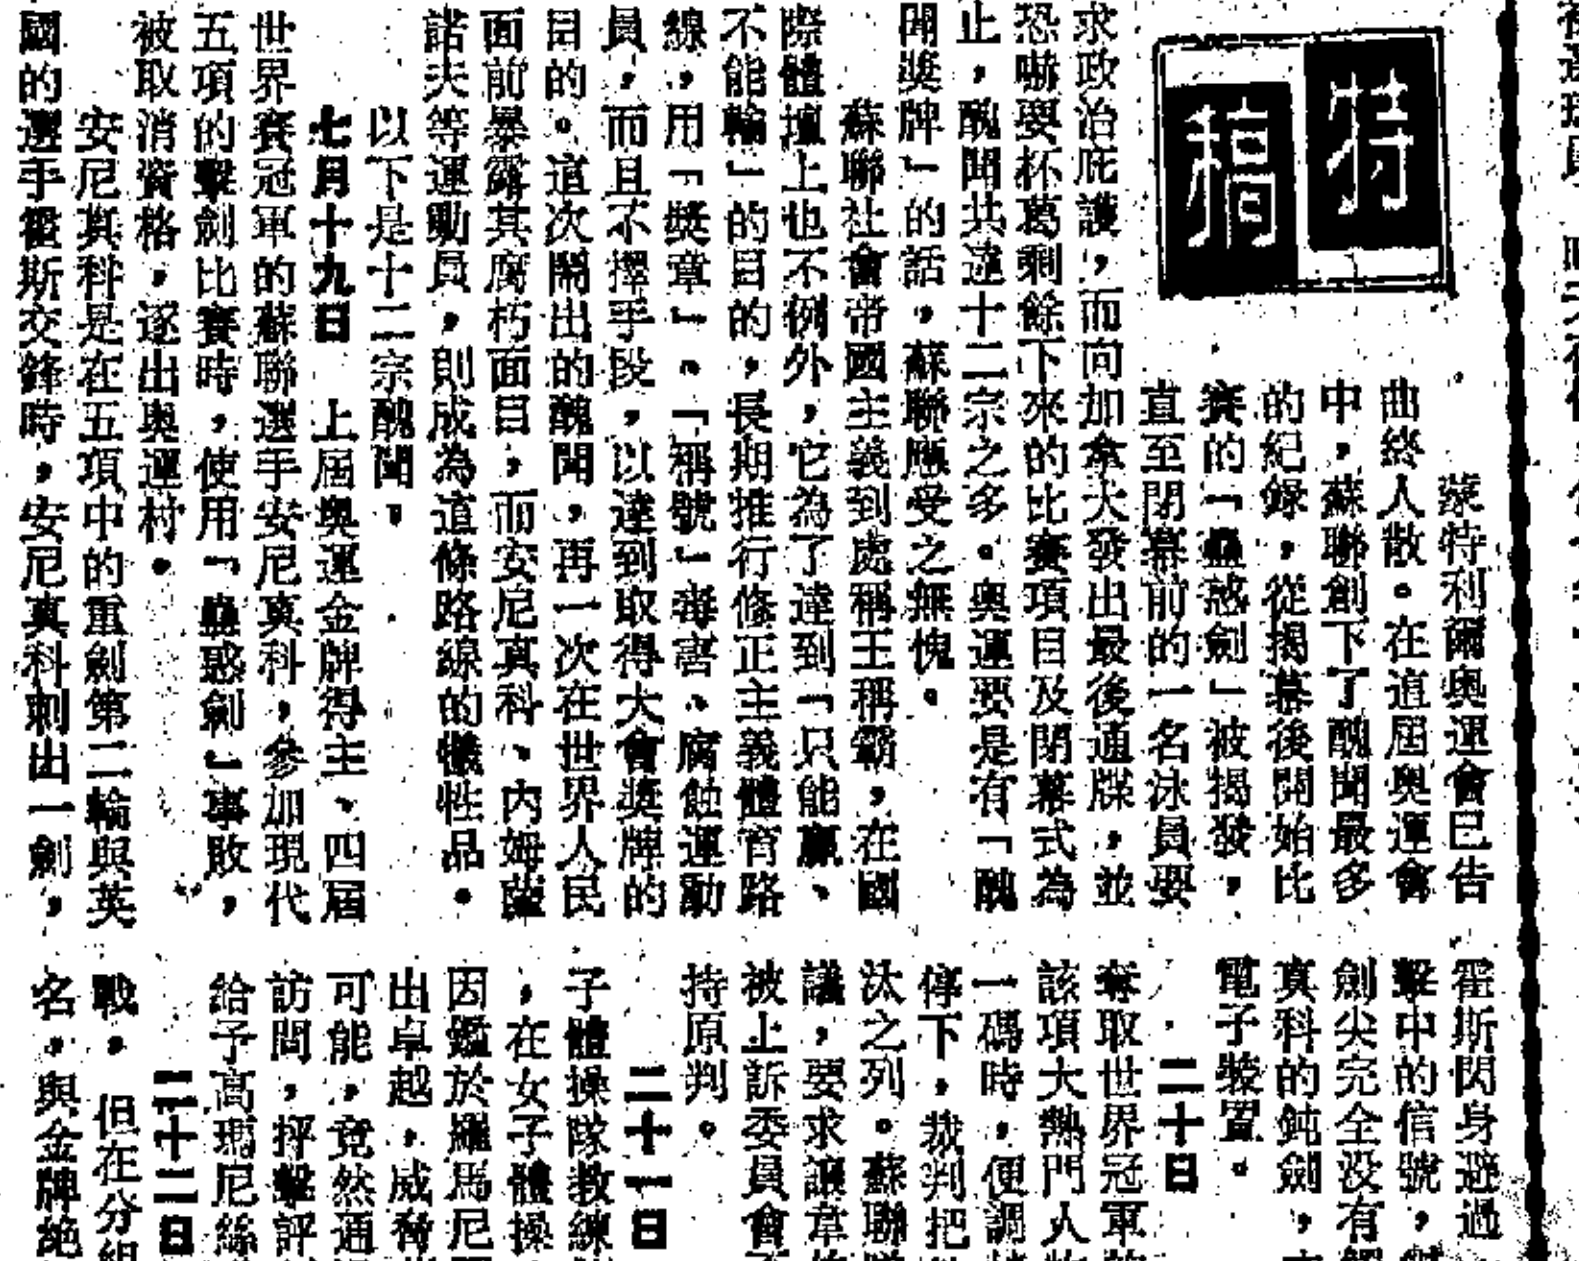 特稿
蒙特利爾奧運會已告
曲終人散。在這屆奧運會
中，蘇聯創下了醜聞最多
的紀錄，從揭幕後開始比
賽的「蠱惑劍」被揭發，
直至閉幕前的一名泳員要
求政治庇護，而向加拿大發出最後通牒，並
恐嚇要杯葛剩餘下來的比賽項目及閉幕式為
止，醜聞共達十二宗之多。奧運要是有「醜
聞獎牌」的話，蘇聯應受之無愧。
蘇聯社會帝國主義到處稱王稱霸，在國
際體壇上也不例外，它為了達到「只能贏、
不能輸」的目的，長期推行修正主義體育路
線，用「獎章」、「稱號」毒害、腐蝕運動
員，而且不擇手段，以達到取得大會獎牌的
目的。這次鬧出的醜聞，再一次在世界人民
面前暴露其腐朽面目，而安尼真科、內姆薩
諾夫等運動員，則成為這條路線的犧牲品。
以下是十二宗醜聞。
七月十九日　上屆奧運金牌得主、四屆
世界賽冠軍的蘇聯選手安尼真科，參加現代
五項的擊劍比賽時，使用「蠱惑劍」事敗，
被取消資格，逐出奧運村。
安尼真科是在五項中的重劍第二輪與英
國的選手霍斯交鋒時，安尼真科刺出一劍，
霍斯閃身避過
擊中的信號，
劍尖完全沒有
真科的鈍劍，
電子裝置。
二十日
奪取世界冠軍
該項大熱門人
一碼時，便調
停下，裁判把
汰之列。蘇聯
議，要求讓韋
被上訴委員會
持原判。
二十一日
子體操隊教練
，在女子體操
因鑑於羅馬尼
出卓越，威脅
可能，竟然通
訪問，抨擊評
給予高瑪尼絲
二十二日
戰，但在分組
名，與金牌絕